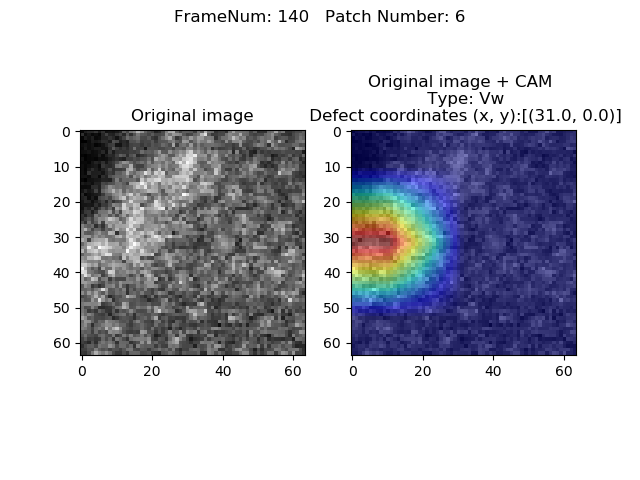 FrameNum: 140   Patch Number: 6
Original image
0
10
20
30
40
50
60
0 20 40 60
Original image + CAM
Type: Vw
Defect coordinates (x, y):[(31.0, 0.0)]
0
10
20
30
40
50
60
0 20 40 60